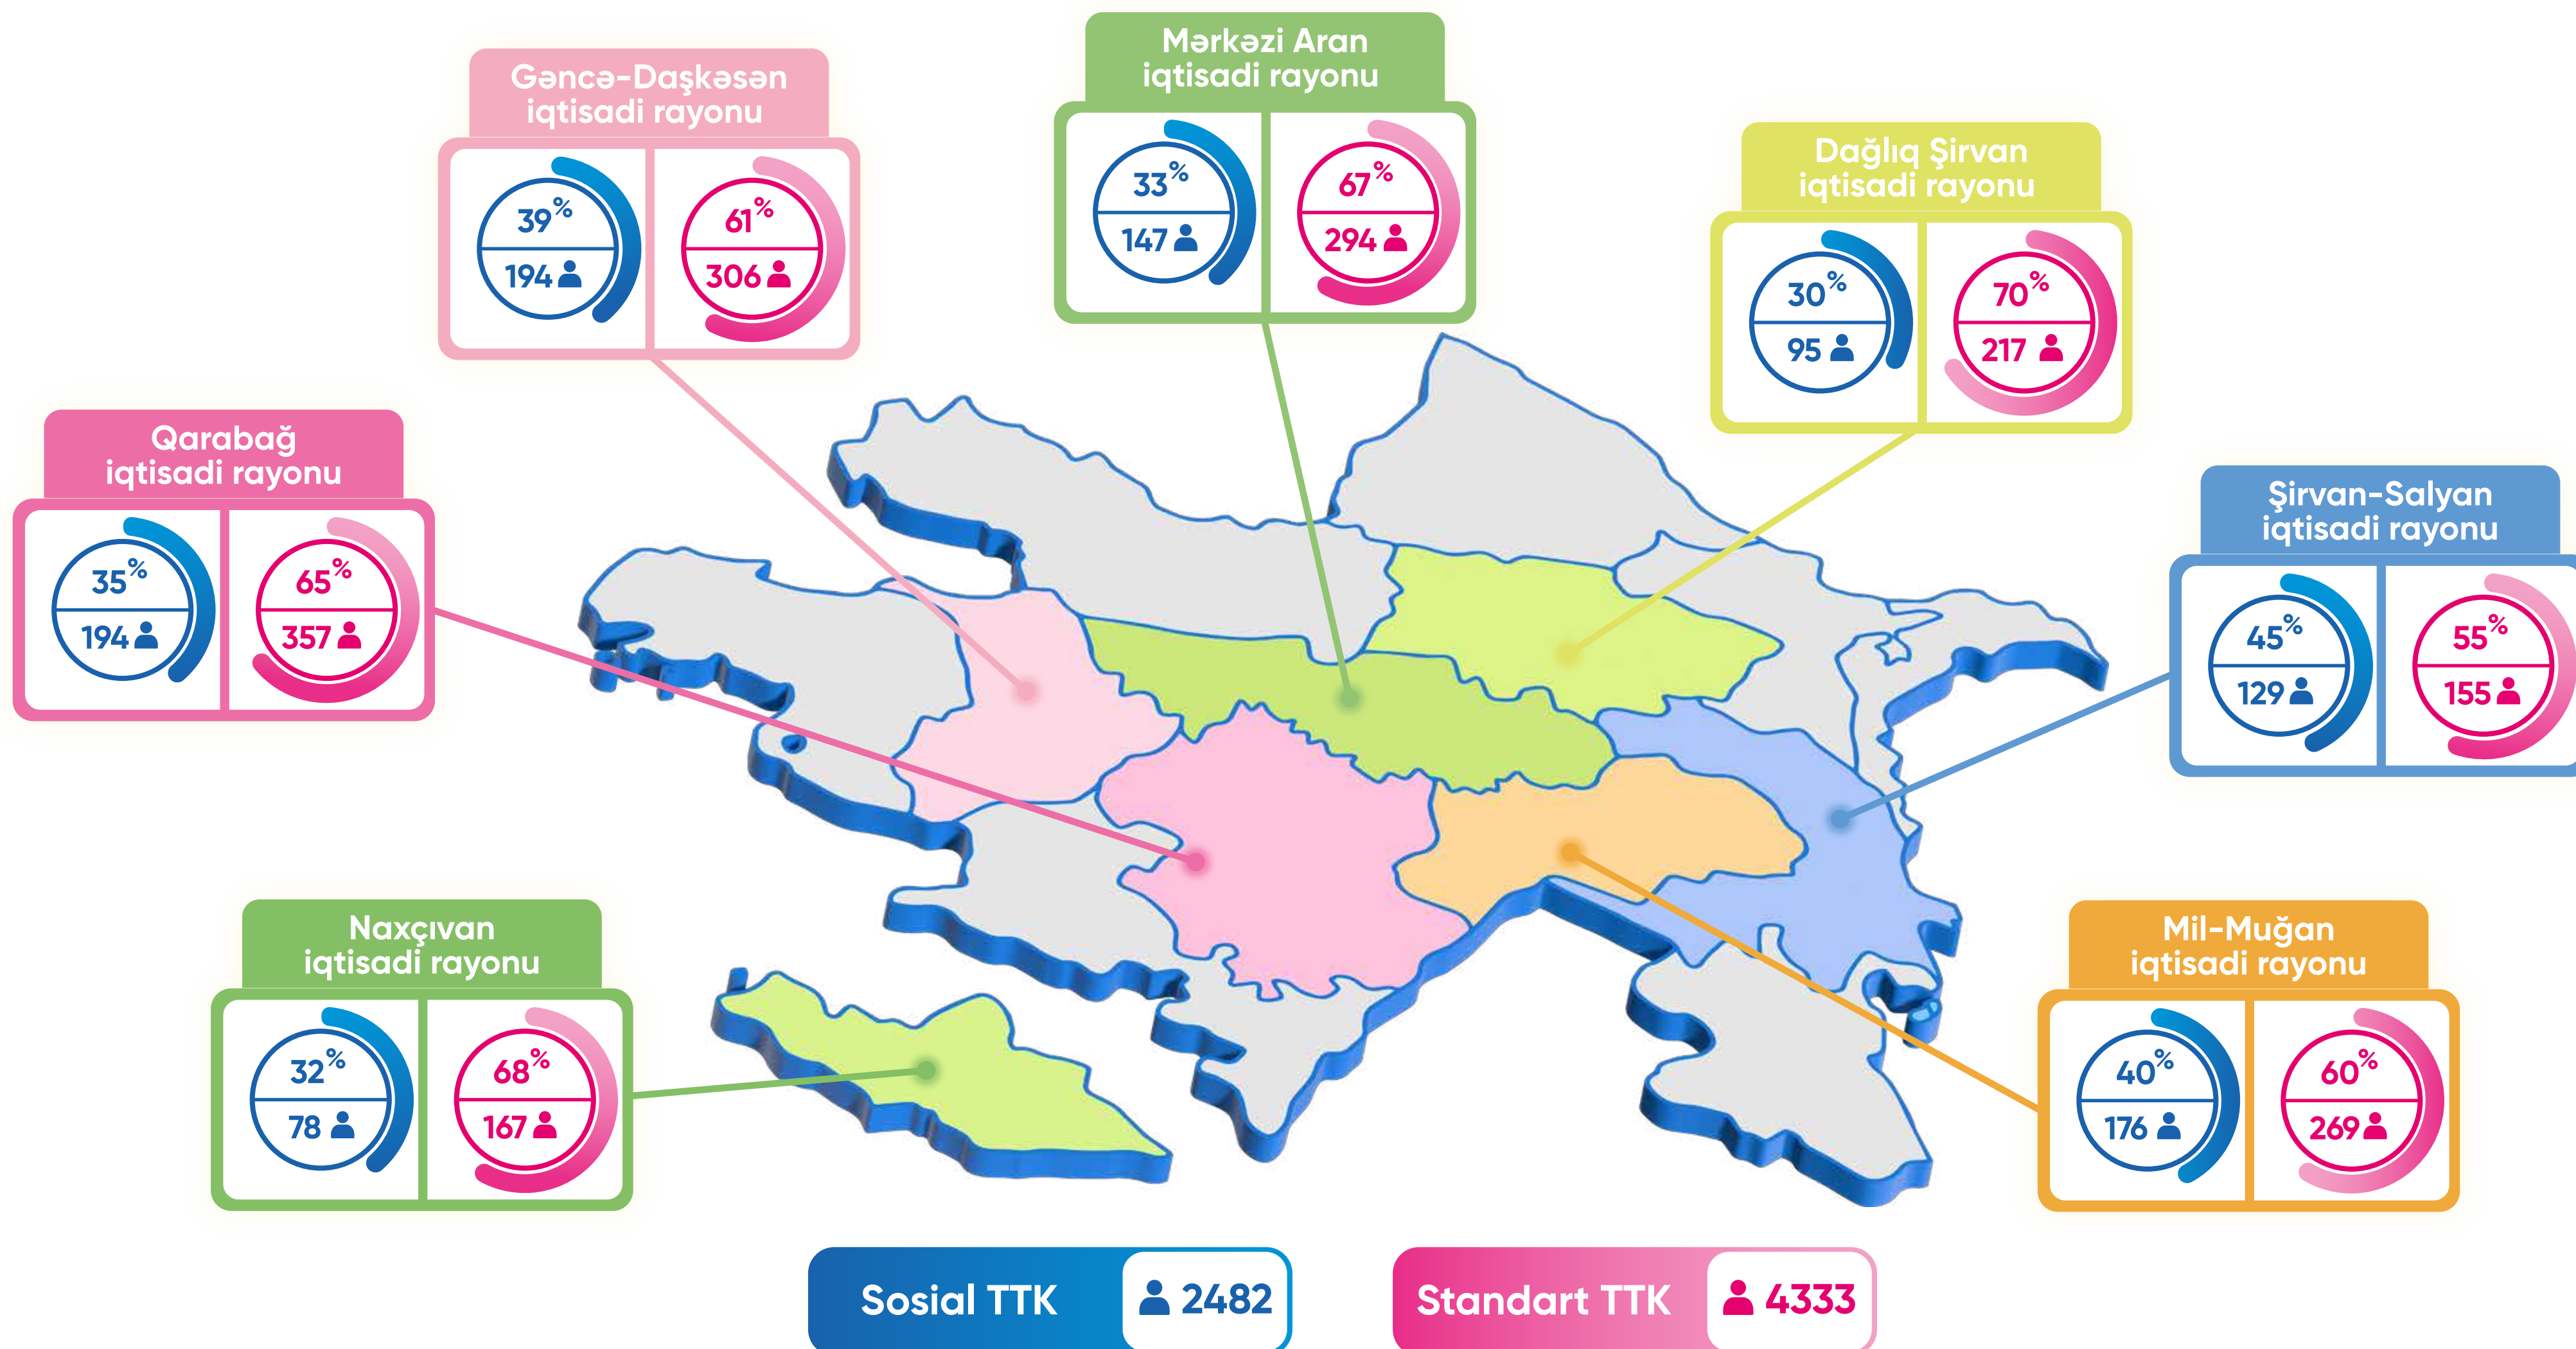 Mərkəzi Aran
iqtisadi rayonu
33%
67%
147
294
Gəncə-Daşkəsən
iqtisadi rayonu
39%
61%
194
306
Dağlıq Şirvan
iqtisadi rayonu
30%
70%
95
217
Qarabağ
iqtisadi rayonu
35%
65%
194
357
Şirvan-Salyan
iqtisadi rayonu
45%
55%
129
155
Naxçıvan
iqtisadi rayonu
32%
68%
78
167
Mil-Muğan
iqtisadi rayonu
40%
60%
176
269
Sosial TTK 2482
Standart TTK 4333